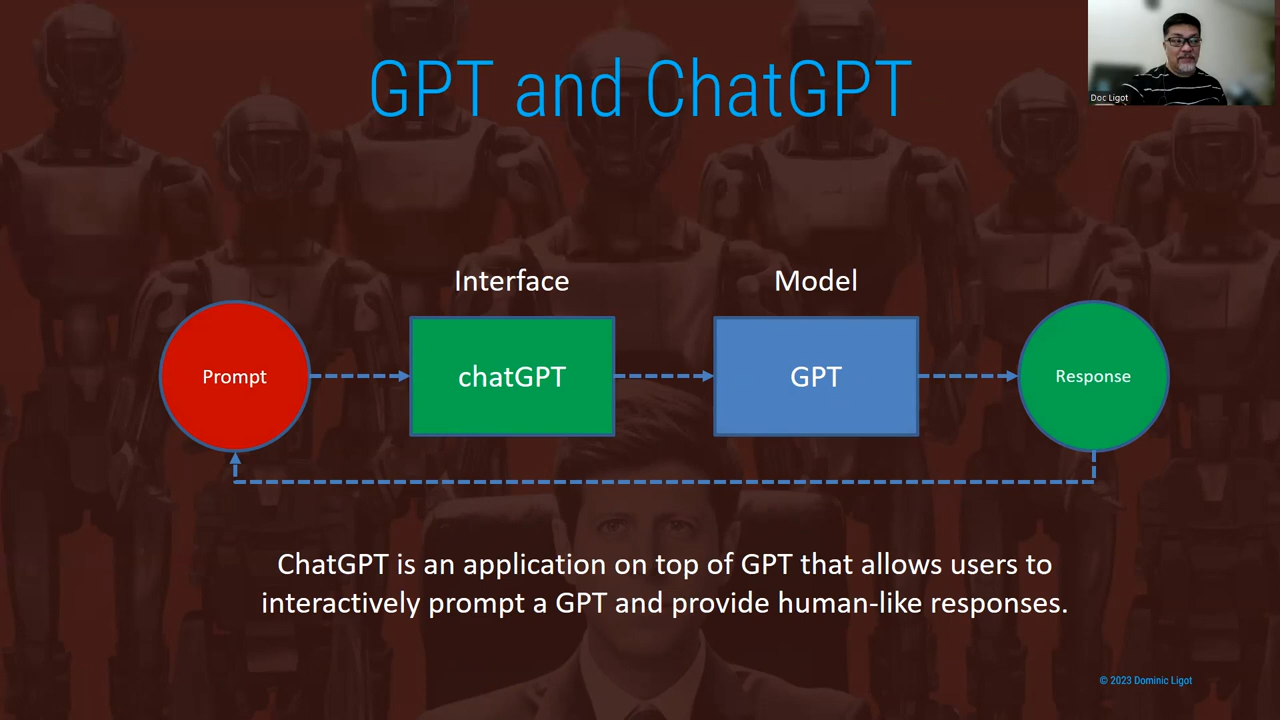 GPT and ChatGPT
Doc Ligot
Interface
Model
Prompt
chatGPT
GPT
Response
ChatGPT is an application on top of GPT that allows users to
interactively prompt a GPT and provide human-like responses.
© 2023 Dominic Ligot